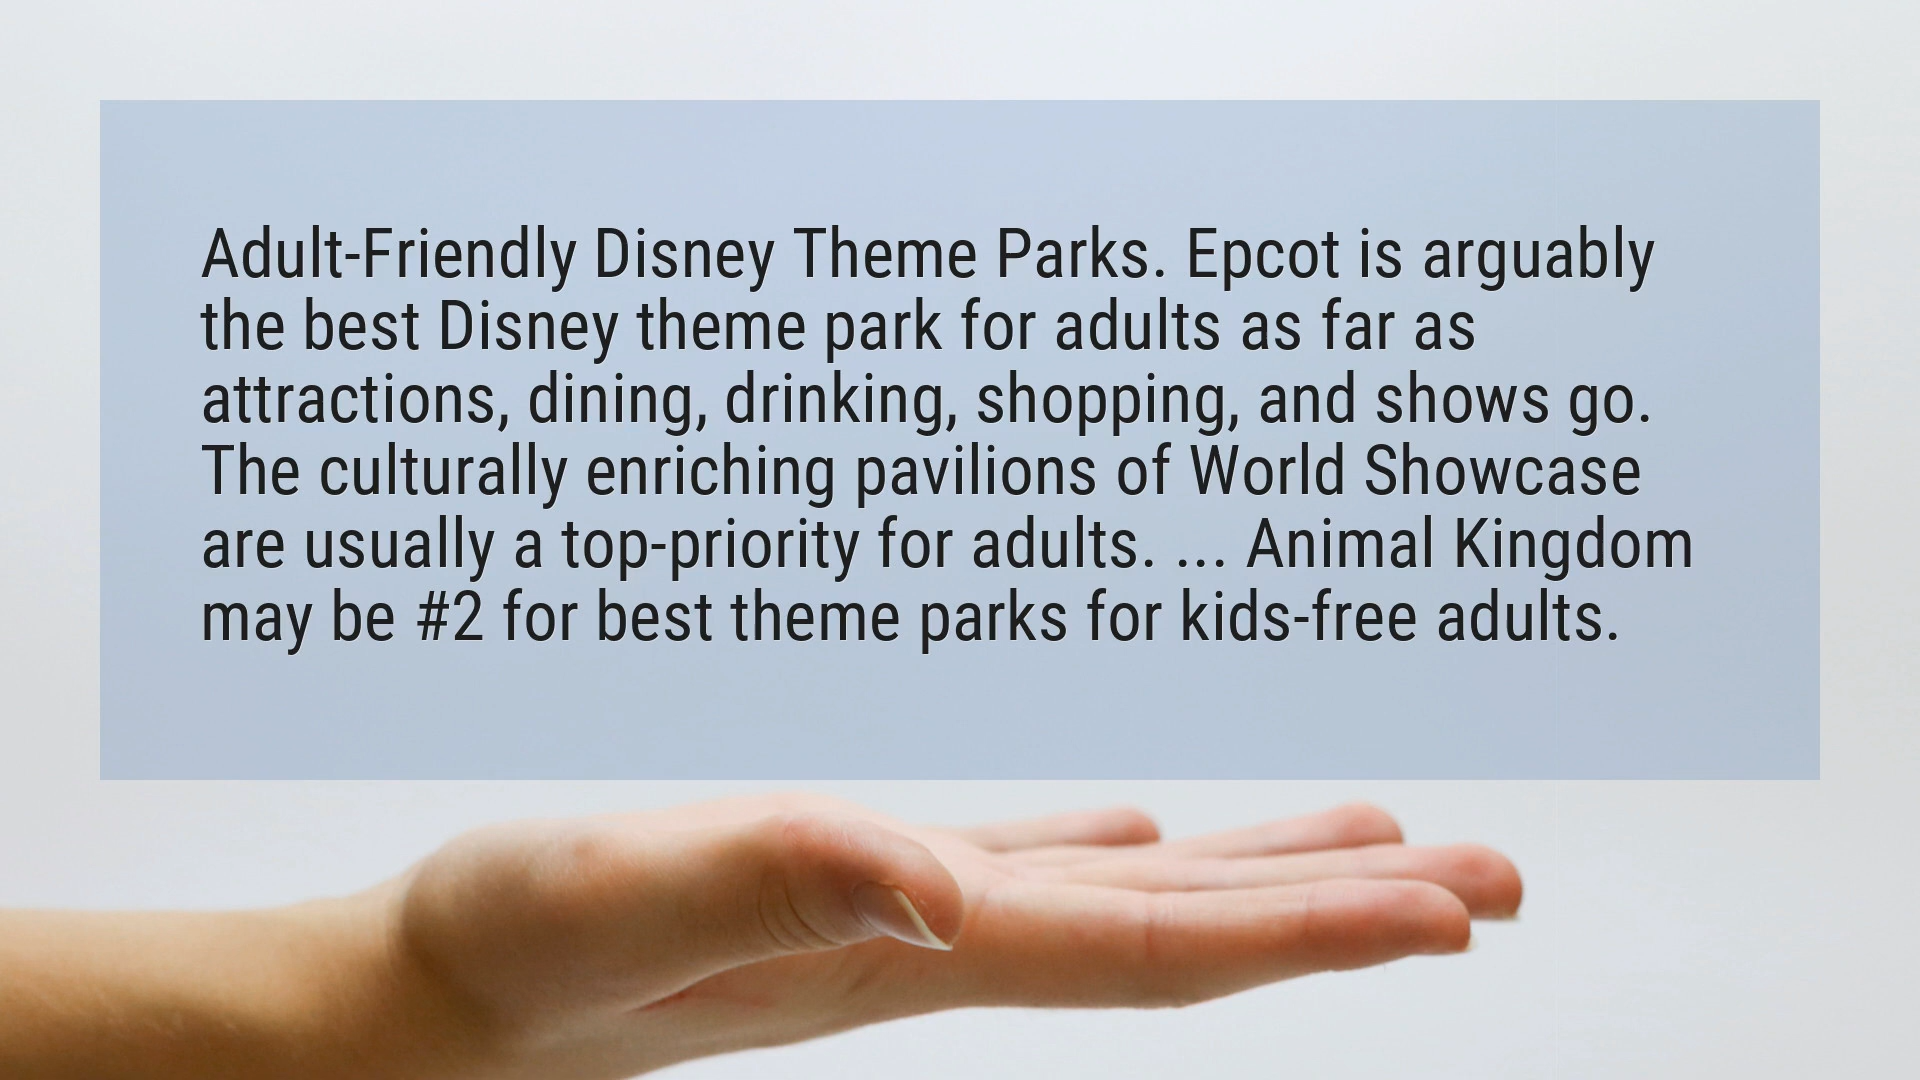 Adult-Friendly Disney Theme Parks. Epcot is arguably
the best Disney theme park for adults as far as
attractions, dining, drinking, shopping, and shows go.
The culturally enriching pavilions of World Showcase
are usually a top-priority for adults. ... Animal Kingdom
may be #2 for best theme parks for kids-free adults.